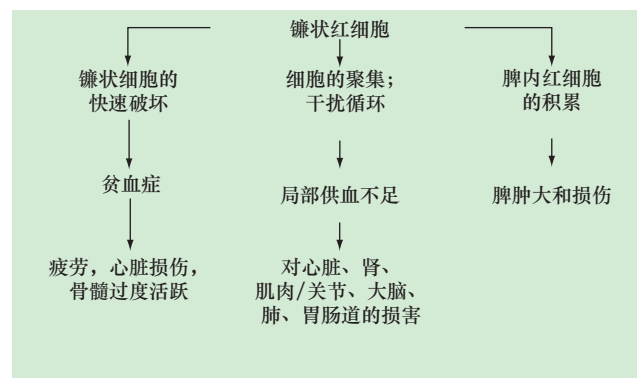 镰状红细胞
镰状细胞的
快速破坏
细胞的聚集；
干扰循环
脾内红细胞
的积累
贫血症
局部供血不足
脾肿大和损伤
疲劳，心脏损伤，
骨髓过度活跃
对心脏、肾、
肌肉/关节、大脑、
肺、胃肠道的损害